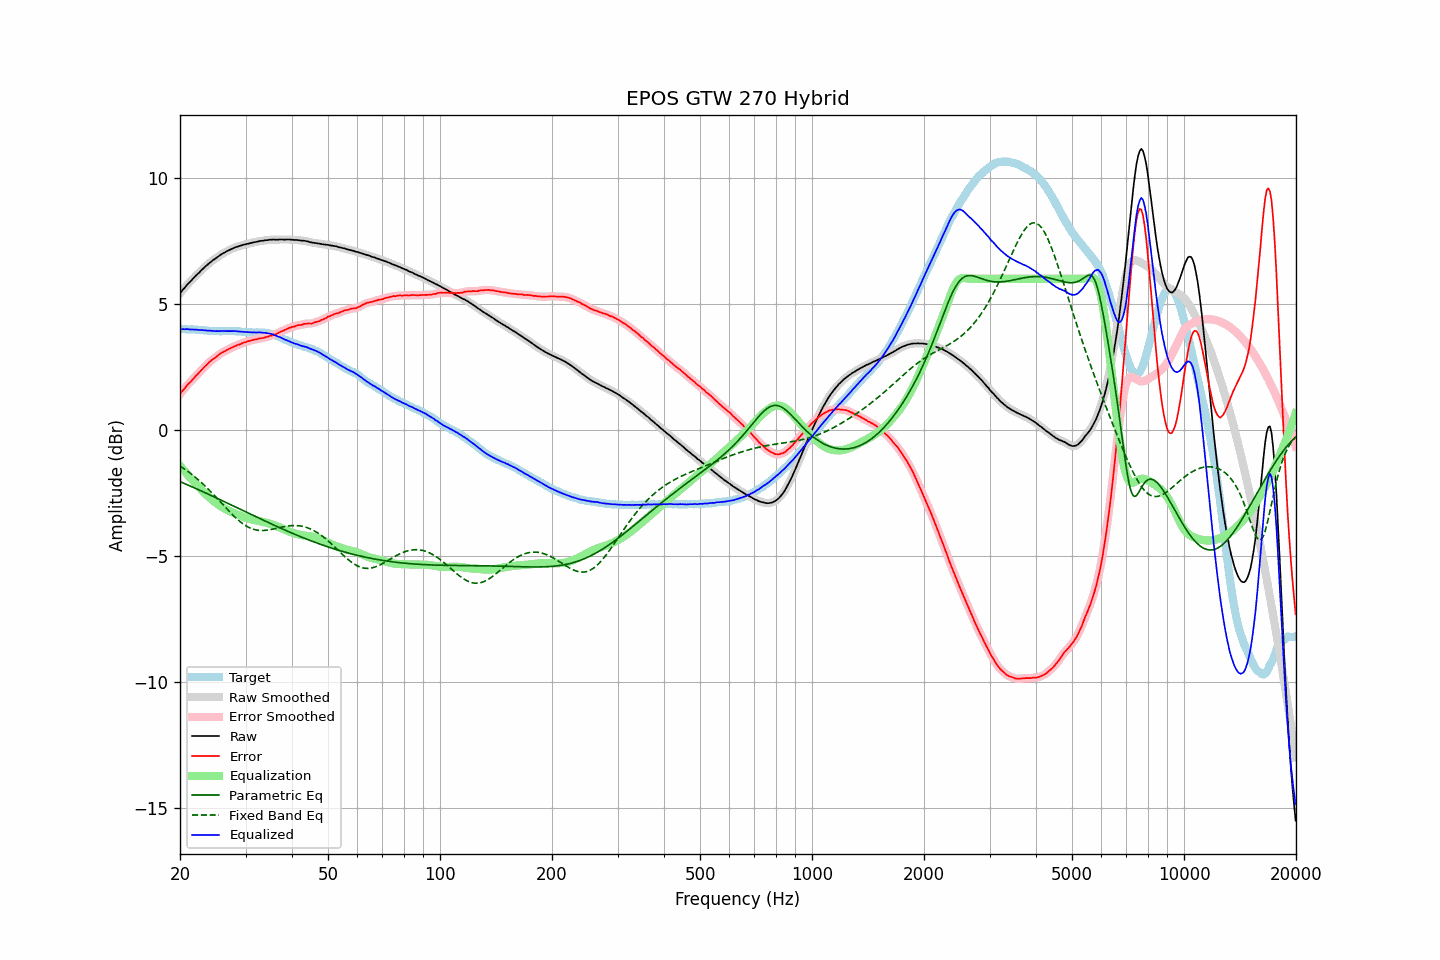 EPOS GTW 270 Hybrid
Amplitude (dBr)
10
5
0
−5
−10
−15
Target
Raw Smoothed
Error Smoothed
Raw
Error
Equalization
Parametric Eq
Fixed Band Eq
Equalized
20 50 100 200 500 1000 2000 5000 10000 20000
Frequency (Hz)